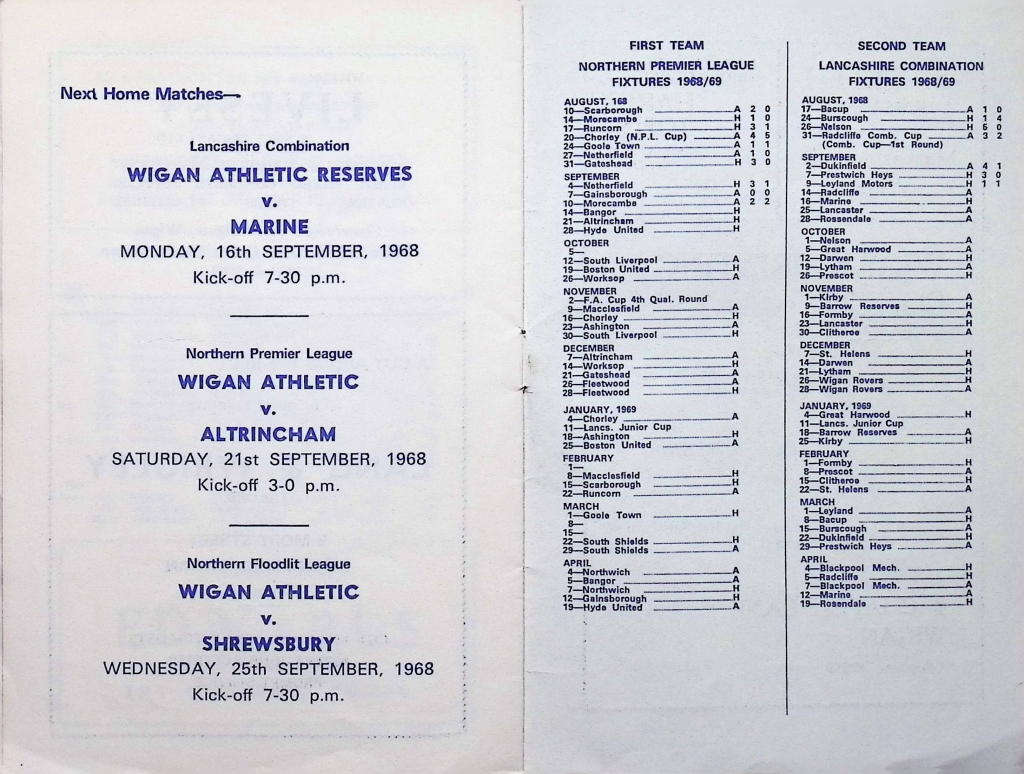 Next Home Matches—
Lancashire Combination
WIGAN ATHLETIC RESERVES
v.
MARINE
MONDAY, 16th SEPTEMBER, 1968
Kick-off 7-30 p.m.
Northern Premier League
WIGAN ATHLETIC
v.
ALTRINCHAM
SATURDAY, 21st SEPTEMBER, 1968
Kick-off 3-0 p.m.
Northern Floodlit League
WIGAN ATHLETIC
v.
SHREWSBURY
WEDNESDAY, 25th SEPTEMBER, 1968
Kick-off 7-30 p.m.
FIRST TEAM
NORTHERN PREMIER LEAGUE
FIXTURES 1968/69
AUGUST, 168
10—Scarborough A 2 0
14—Morecambe H 1 0
17—Runcorn H 3 1
20—Chorley (N.P.L. Cup) A 4 5
24—Goole Town A 1 1
27—Netherfield A 1 0
31—Gateshead H 3 0
SEPTEMBER
4—Netherfield H 3 1
7—Gainsborough A 0 0
10—Morecambe A 2 2
14—Bangor H
21—Altrincham H
28—Hyde United H
OCTOBER
5—
12—South Liverpool A
19—Boston United H
26—Worksop A
NOVEMBER
2—F.A. Cup 4th Qual. Round
9—Macclesfield A
16—Chorley H
23—Ashington A
30—South Liverpool H
DECEMBER
7—Altrincham A
14—Worksop H
21—Gateshead A
26—Fleetwood A
28—Fleetwood H
JANUARY, 1969
4—Chorley A
11—Lancs. Junior Cup
18—Ashington H
25—Boston United A
FEBRUARY
1—
8—Macclesfield H
15—Scarborough H
22—Runcorn A
MARCH
1—Goole Town H
8—
15—
22—South Shields H
29—South Shields A
APRIL
4—Northwich A
5—Bangor A
7—Northwich H
12—Gainsborough H
19—Hyde United A
SECOND TEAM
LANCASHIRE COMBINATION
FIXTURES 1968/69
AUGUST, 1968
17—Bacup A 1 0
24—Burscough H 1 4
26—Nelson H 5 0
31—Radcliffe Comb. Cup A 3 2
(Comb. Cup—1st Round)
SEPTEMBER
2—Dukinfield A 4 1
7—Prestwich Heys H 3 0
9—Leyland Motors H 1 1
14—Radcliffe A
16—Marine H
25—Lancaster A
28—Rossendale A
OCTOBER
1—Nelson A
5—Great Harwood A
12—Darwen H
19—Lytham A
26—Prescot H
NOVEMBER
1—Kirby A
9—Barrow Reserves H
16—Formby A
23—Lancaster H
30—Clitheroe A
DECEMBER
7—St. Helens H
14—Darwen A
21—Lytham H
26—Wigan Rovers H
28—Wigan Rovers A
JANUARY, 1969
4—Great Harwood H
11—Lancs. Junior Cup
18—Barrow Reserves A
25—Kirby H
FEBRUARY
1—Formby H
8—Prescot A
15—Clitheroe H
22—St. Helens A
MARCH
1—Leyland A
8—Bacup H
15—Burscough A
22—Dukinfield H
29—Prestwich Heys A
APRIL
4—Blackpool Mech. H
5—Radcliffe H
7—Blackpool Mech. A
12—Marine A
19—Rosendale H